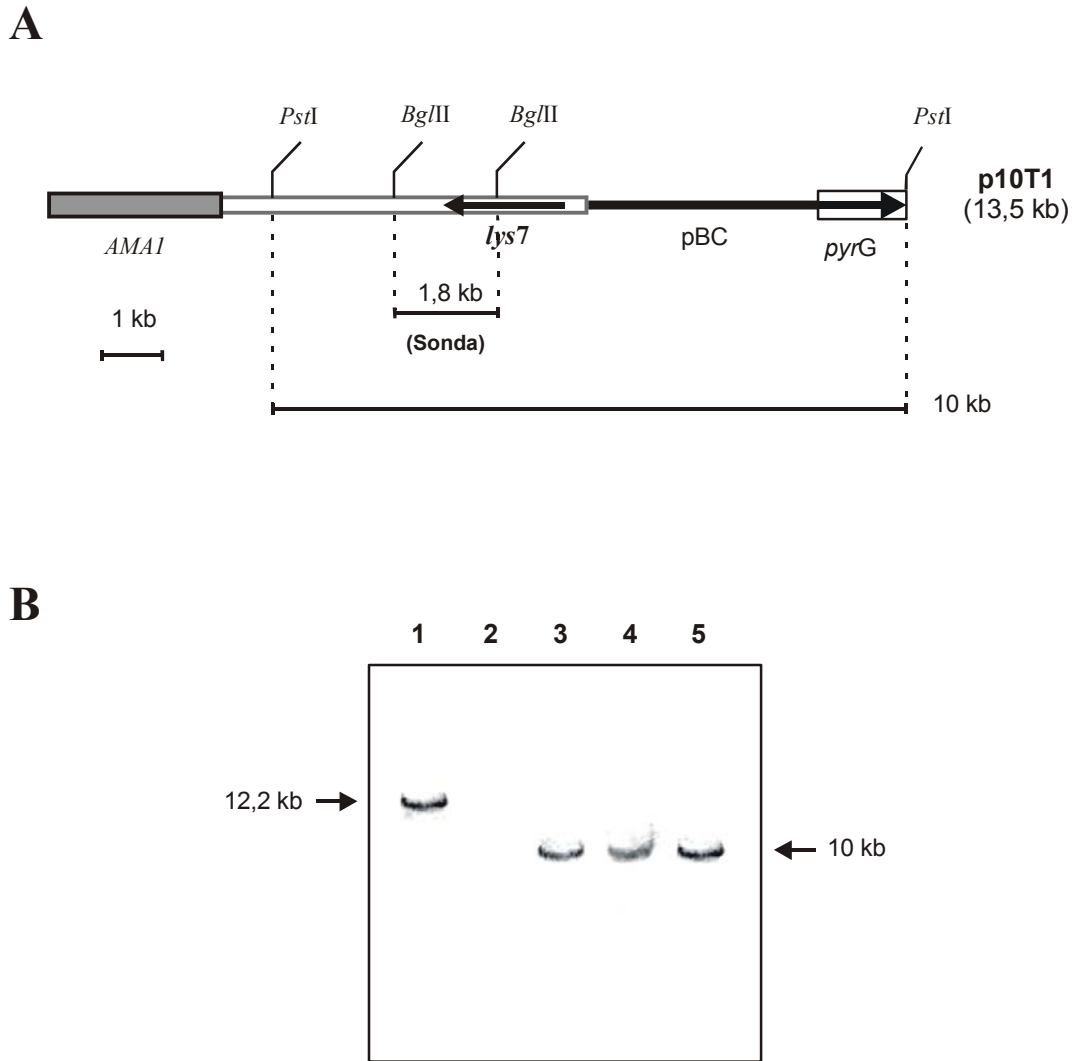 A
PstI
BglII
BglII
PstI
p10T1
(13,5 kb)
AMA1
lys7
pBC
pyrG
1 kb
1,8 kb
(Sonda)
10 kb
B
1 2 3 4 5
12,2 kb
10 kb